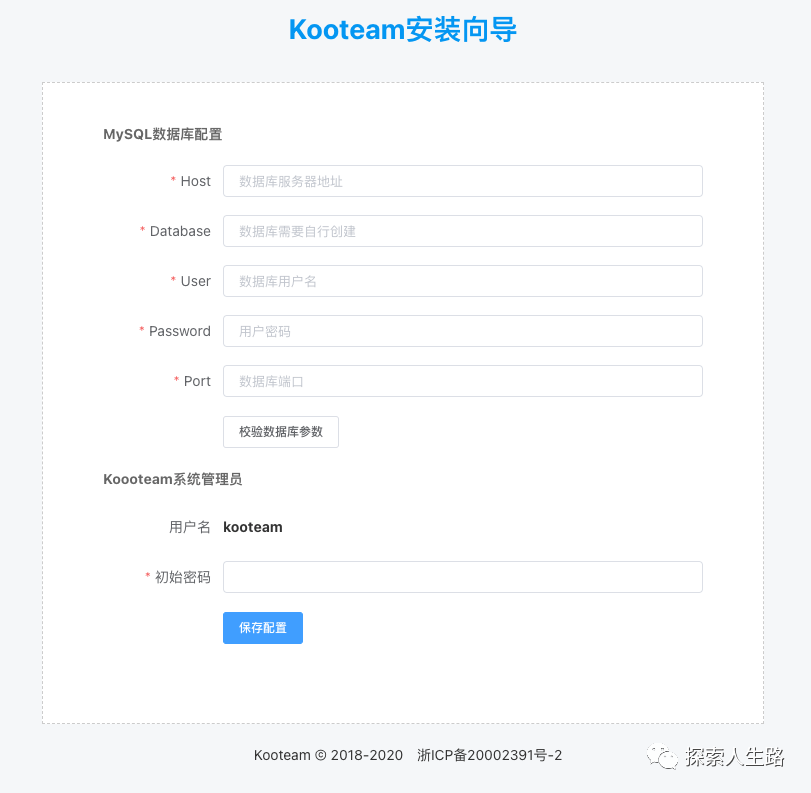 Kooteam安装向导
MySQL数据库配置
* Host 数据库服务器地址
* Database 数据库需要自行创建
* User 数据库用户名
* Password 用户密码
* Port 数据库端口
校验数据库参数
Koooteam系统管理员
用户名 kooteam
* 初始密码
保存配置
Kooteam © 2018-2020 浙ICP备20002391号-2
探索人生路